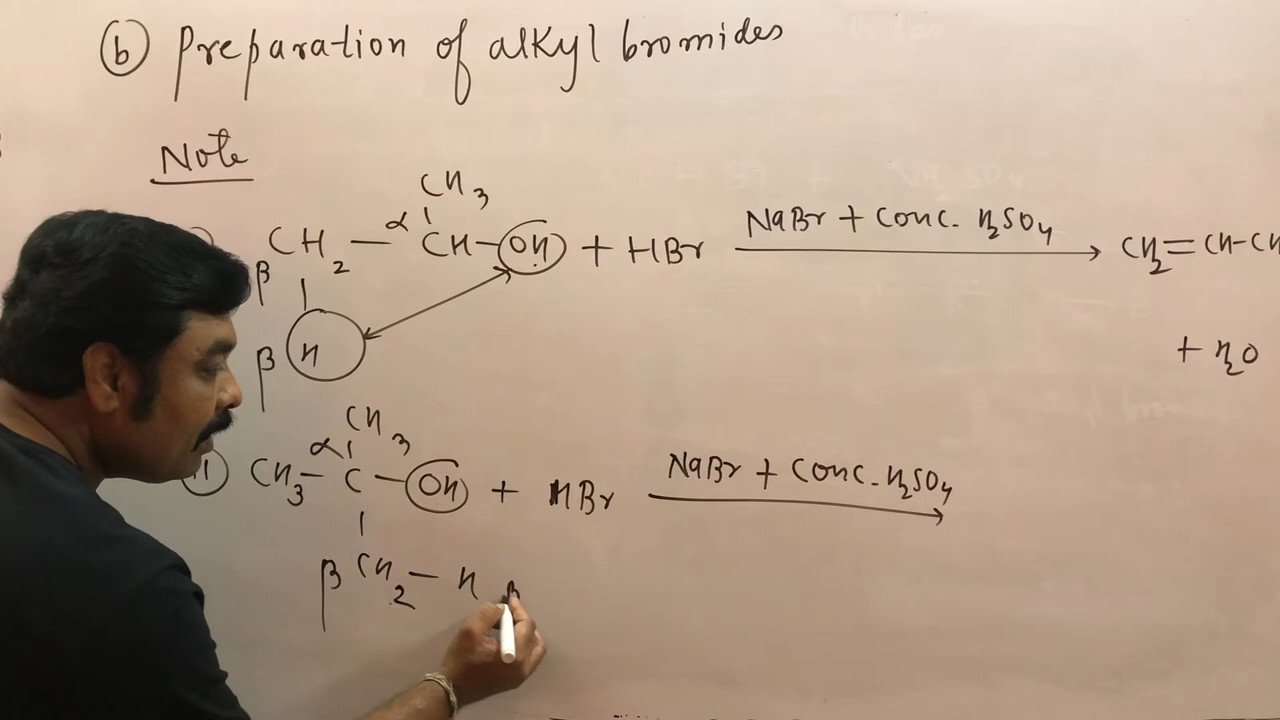 ⓑ Preparation of alkyl bromides
Note
CH3
β CH2 — α CH — OH + HBr NaBr + Conc. H2SO4 CH2=CH-CH
β H
+ H2O
CH3
CH3 — α C — OH + HBr NaBr + Conc. H2SO4
β CH2 — H β